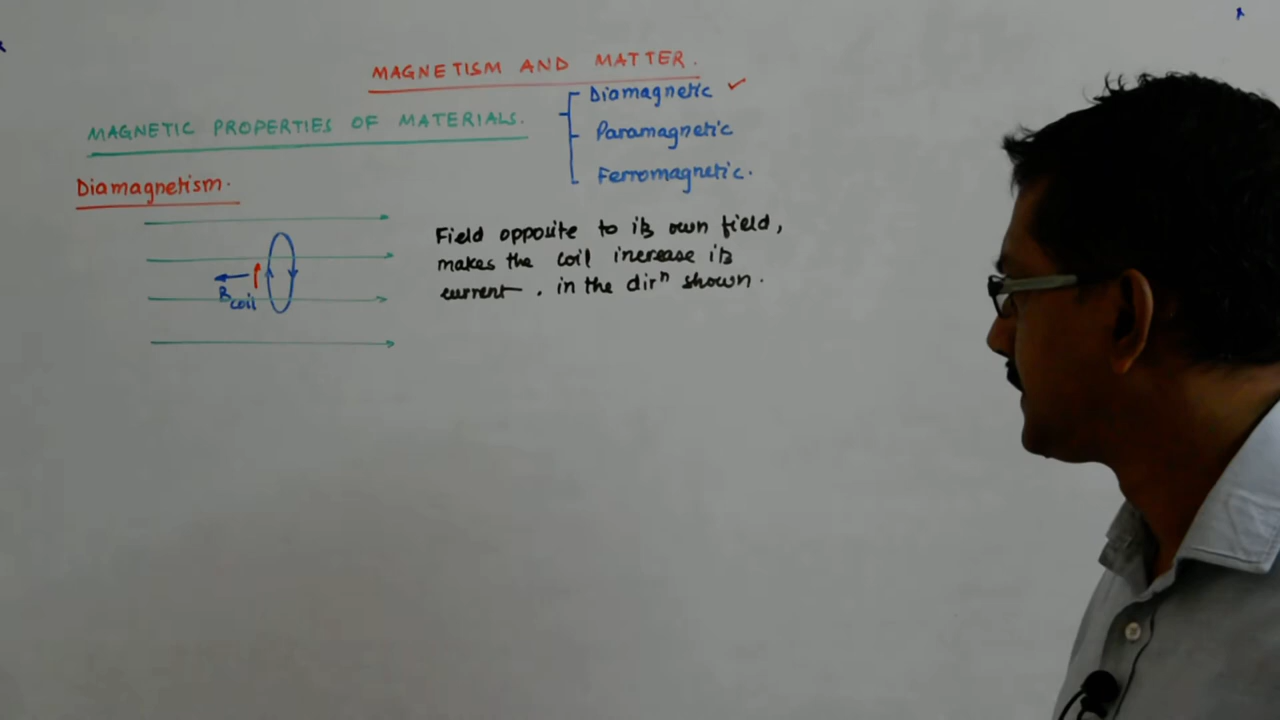 MAGNETISM AND MATTER.
MAGNETIC PROPERTIES OF MATERIALS.
Diamagnetic ✓
Paramagnetic
Ferromagnetic.
Diamagnetism.
Bcoil
Field opposite to its own field,
makes the coil increase its
current, in the dirⁿ shown.